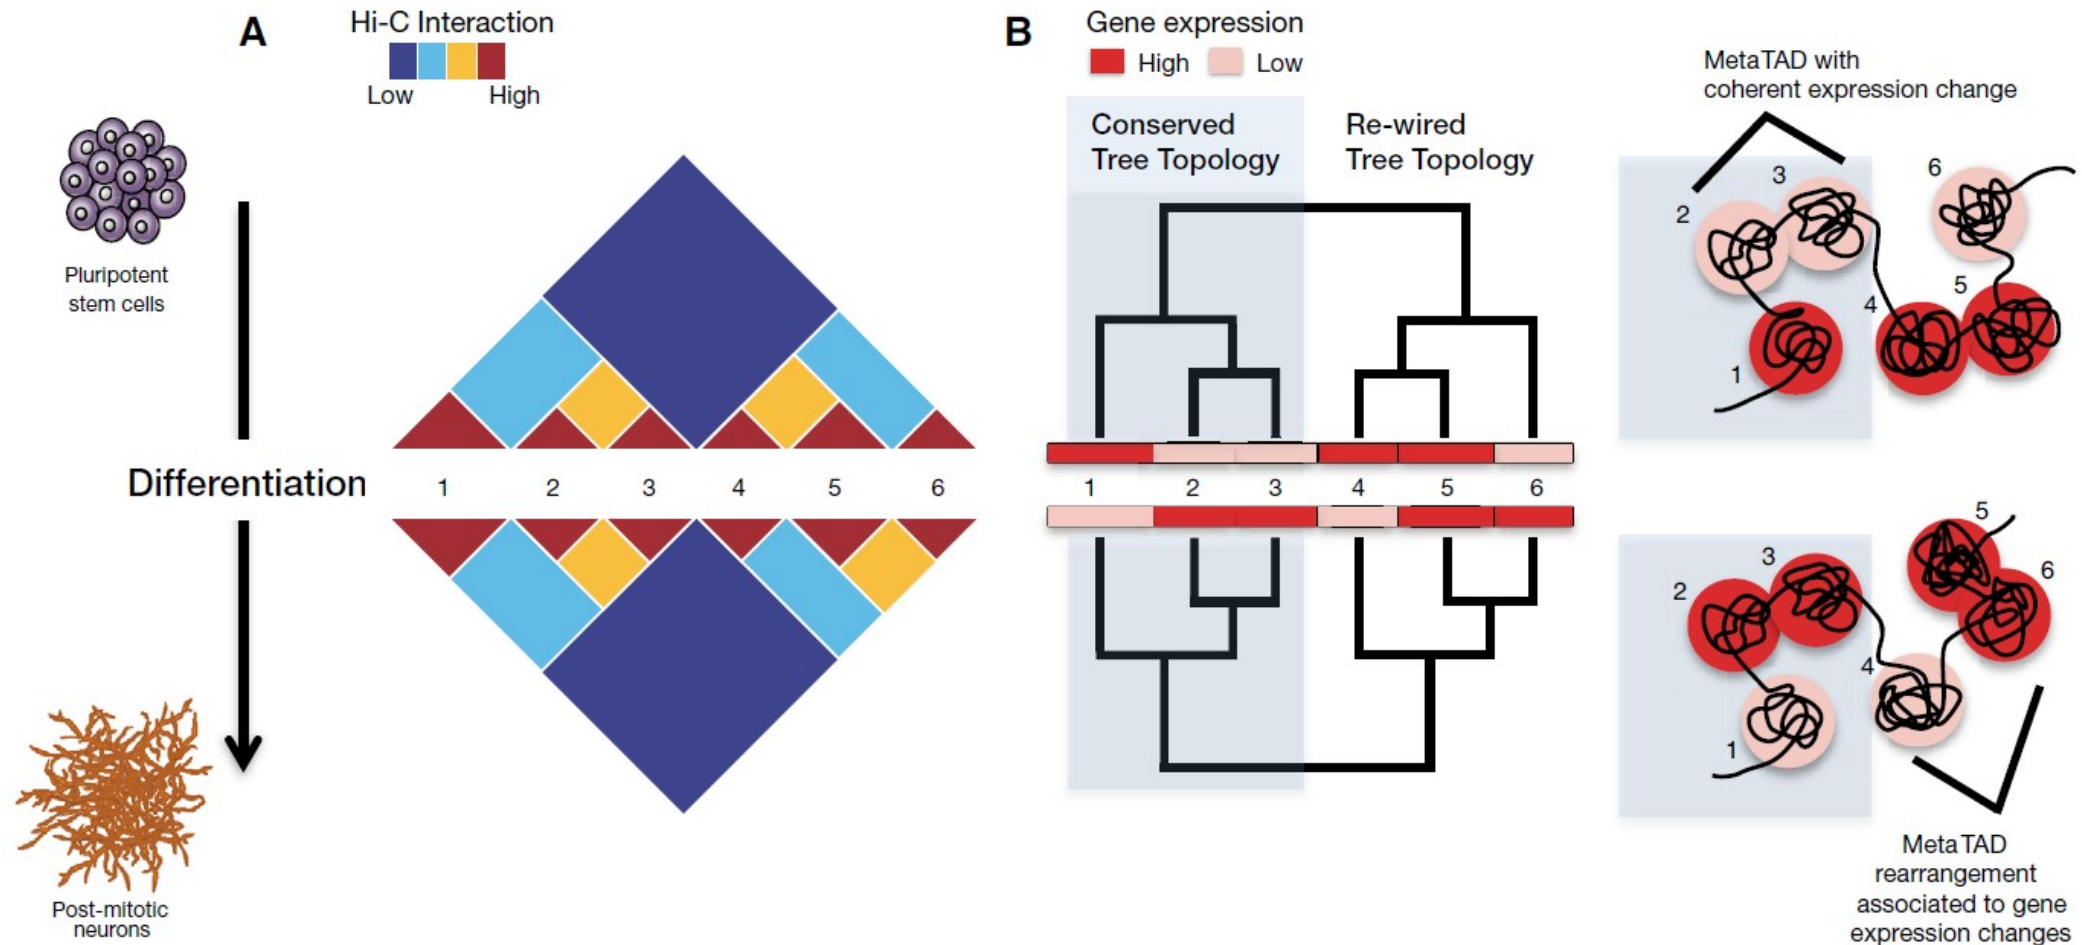 A
Hi-C Interaction
Low High
Pluripotent
stem cells
Differentiation
1 2 3 4 5 6
Post-mitotic
neurons
B
Gene expression
High Low
Conserved
Tree Topology
Re-wired
Tree Topology
1 2 3 4 5 6
MetaTAD with
coherent expression change
3
6
2
5
4
1
5
3
6
2
4
1
MetaTAD
rearrangement
associated to gene
expression changes